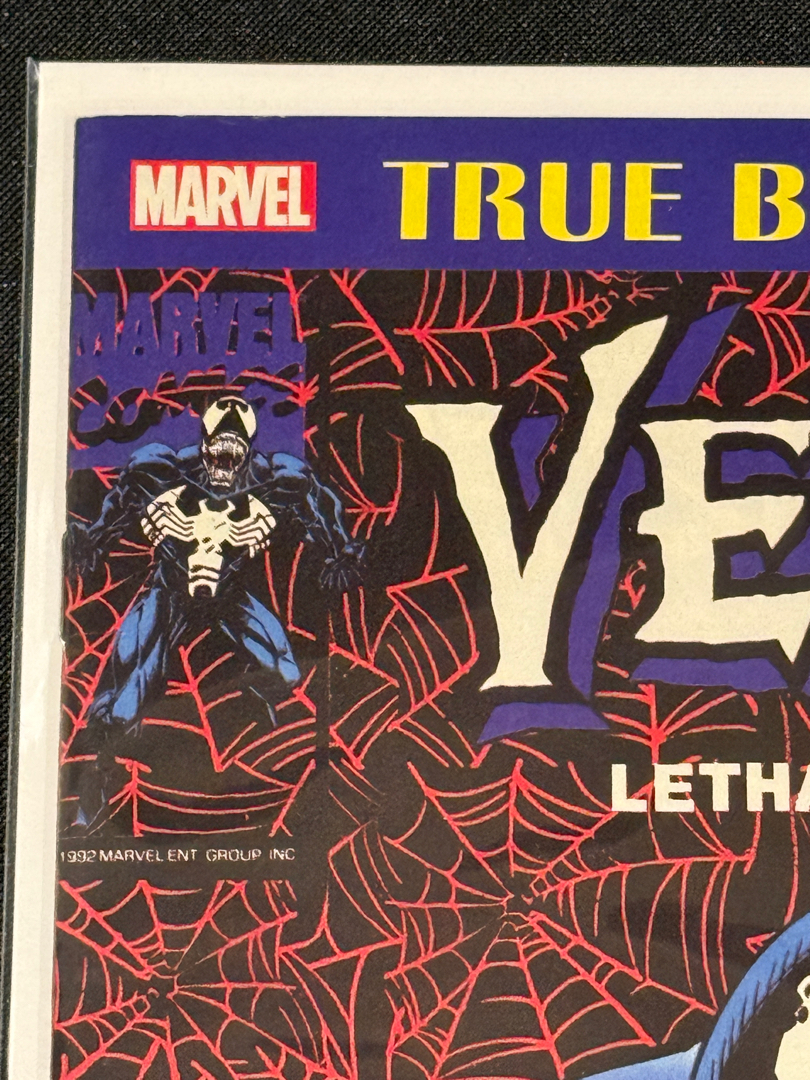 MARVEL
TRUE B
MARVEL
COMICS
VE
LETHA
1992 MARVEL ENT GROUP INC